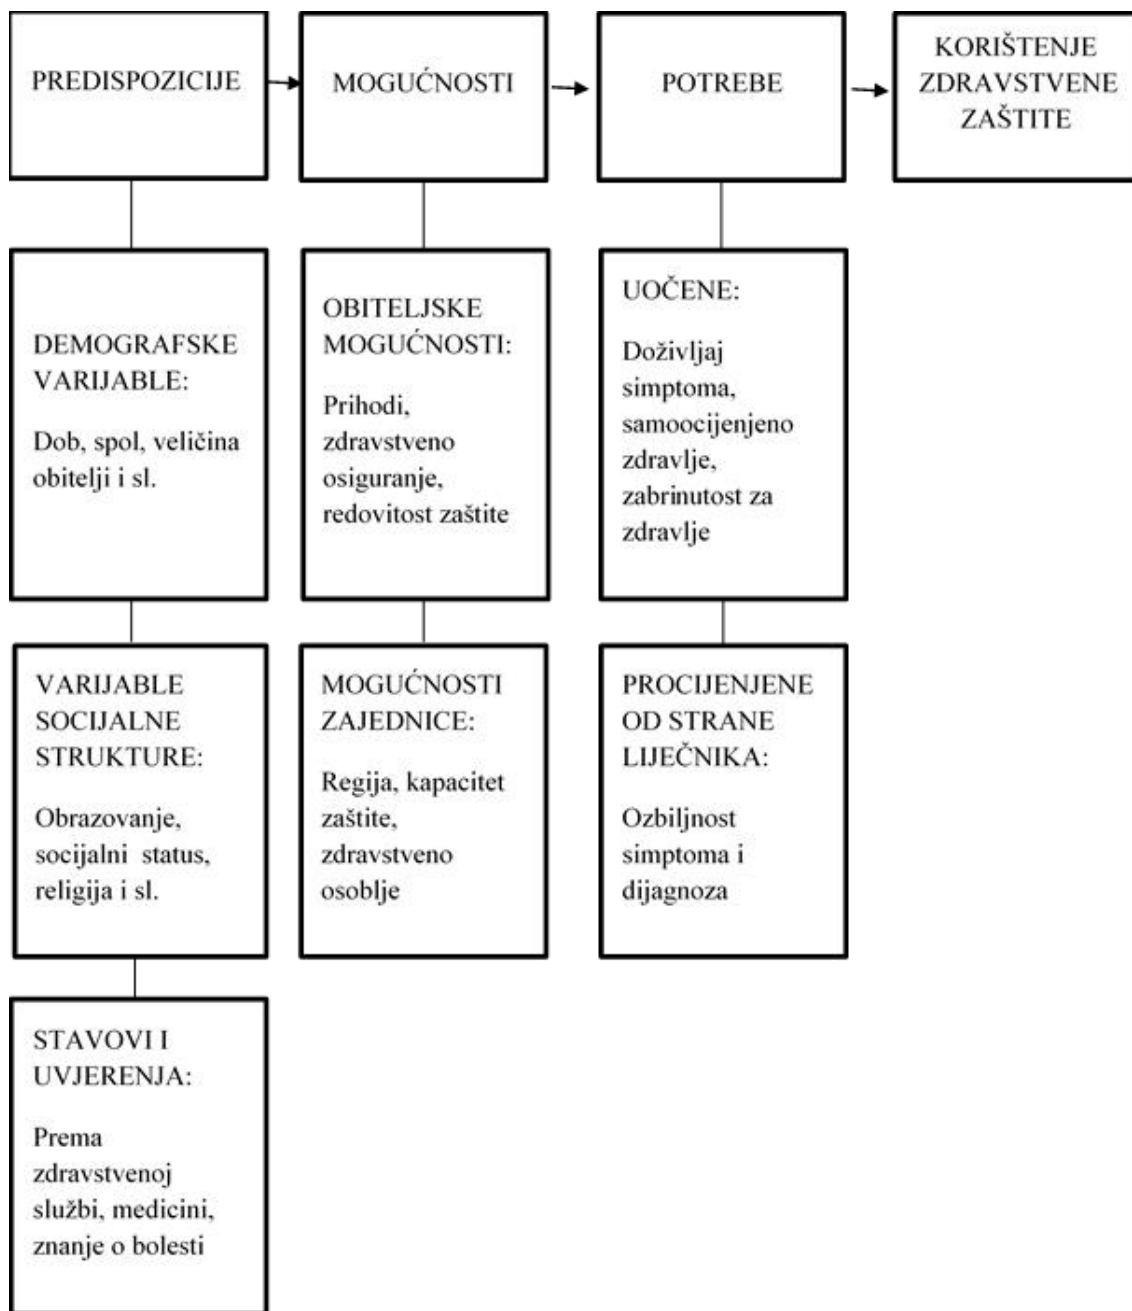 PREDISPOZICIJE
MOGUĆNOSTI
POTREBE
KORIŠTENJE
ZDRAVSTVENE
ZAŠTITE
DEMOGRAFSKE
VARIJABLE:
Dob, spol, veličina
obitelji i sl.
OBITELJSKE
MOGUĆNOSTI:
Prihodi,
zdravstveno
osiguranje,
redovitost zaštite
UOČENE:
Doživljaj
simptoma,
samoocijenjeno
zdravlje,
zabrinutost za
zdravlje
VARIJABLE
SOCIJALNE
STRUKTURE:
Obrazovanje,
socijalni status,
religija i sl.
MOGUĆNOSTI
ZAJEDNICE:
Regija, kapacitet
zaštite,
zdravstveno
osoblje
PROCIJENJENE
OD STRANE
LIJEČNIKA:
Ozbiljnost
simptoma i
dijagnoza
STAVOVI I
UVJERENJA:
Prema
zdravstvenoj
službi, medicini,
znanje o bolesti